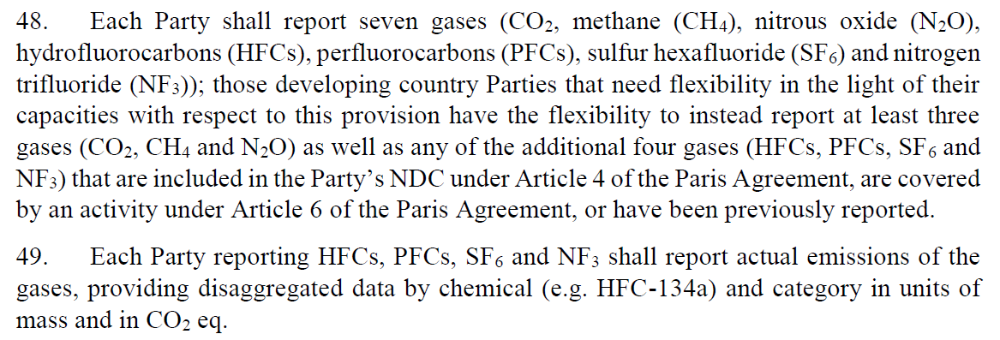 48. Each Party shall report seven gases (CO₂, methane (CH₄), nitrous oxide (N₂O),
hydrofluorocarbons (HFCs), perfluorocarbons (PFCs), sulfur hexafluoride (SF₆) and nitrogen
trifluoride (NF₃)); those developing country Parties that need flexibility in the light of their
capacities with respect to this provision have the flexibility to instead report at least three
gases (CO₂, CH₄ and N₂O) as well as any of the additional four gases (HFCs, PFCs, SF₆ and
NF₃) that are included in the Party’s NDC under Article 4 of the Paris Agreement, are covered
by an activity under Article 6 of the Paris Agreement, or have been previously reported.
49. Each Party reporting HFCs, PFCs, SF₆ and NF₃ shall report actual emissions of the
gases, providing disaggregated data by chemical (e.g. HFC-134a) and category in units of
mass and in CO₂ eq.